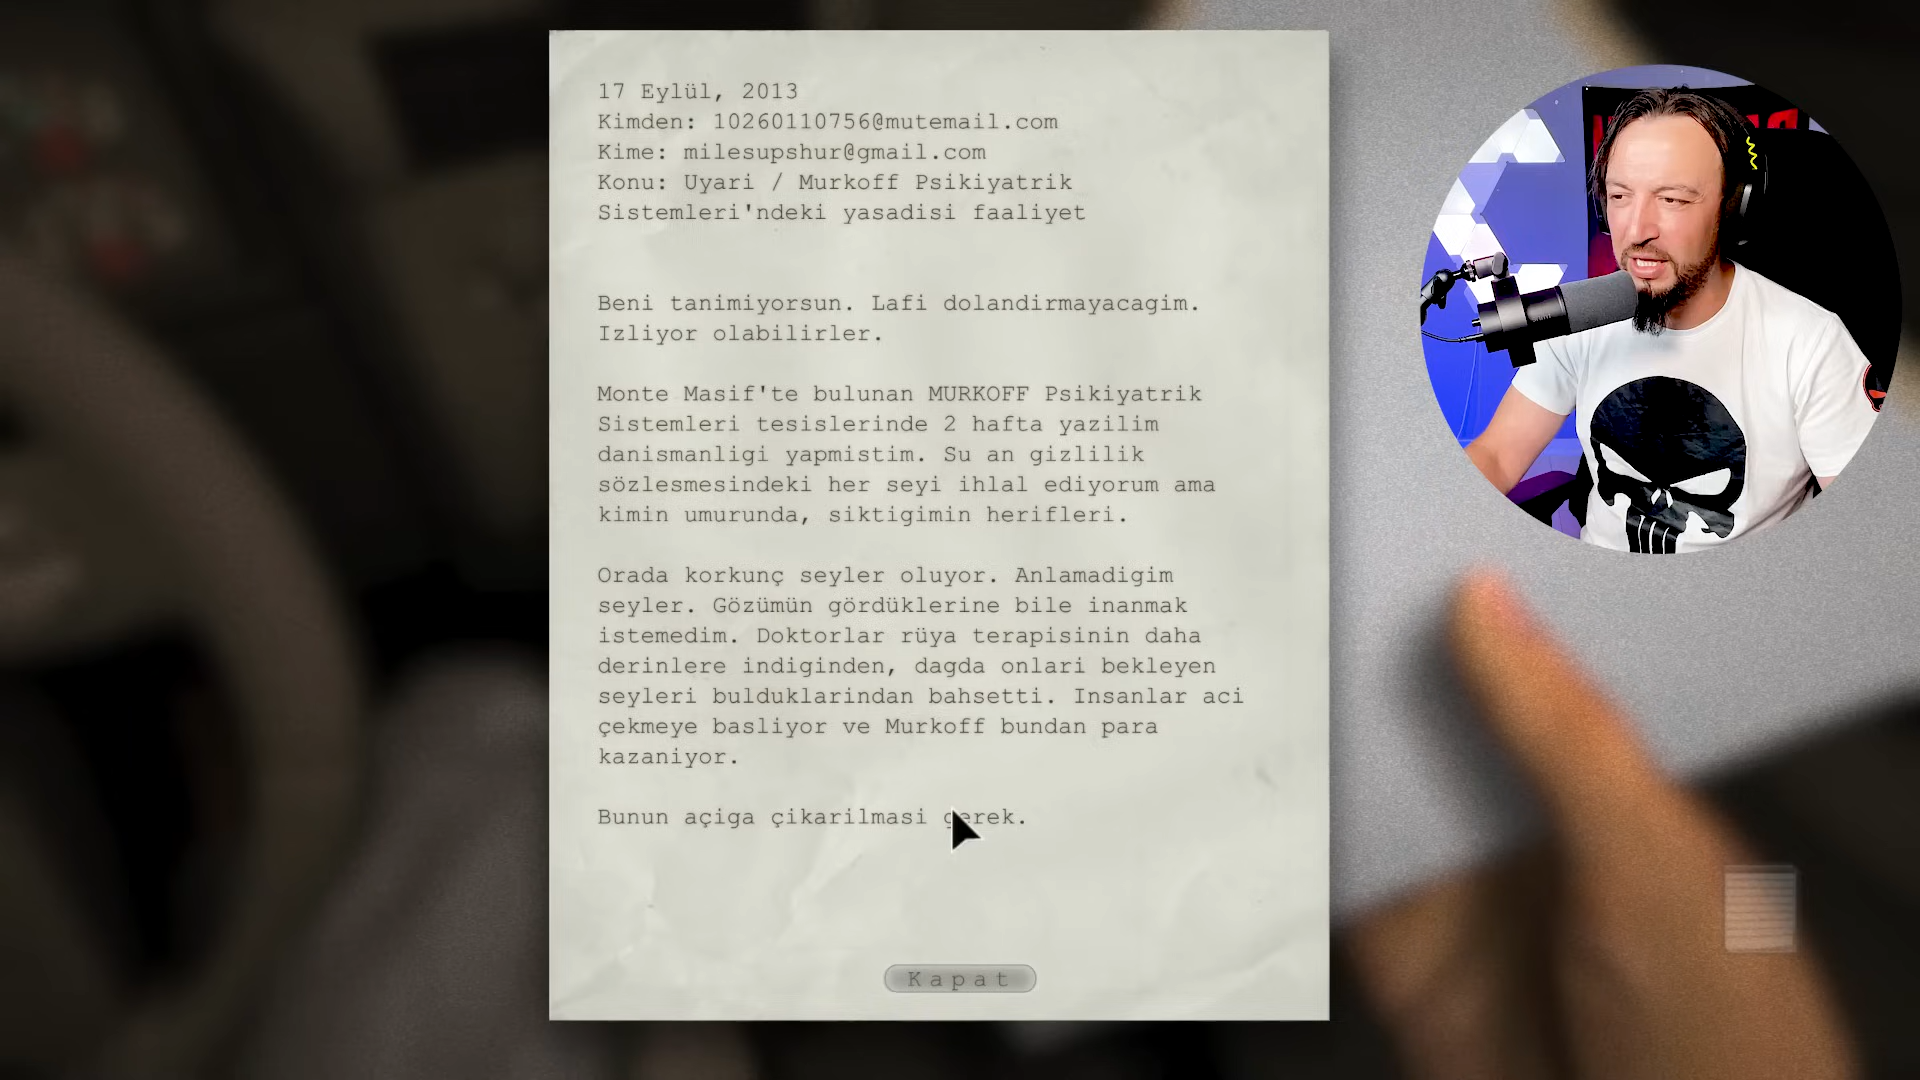 17 Eylül, 2013
Kimden: 10260110756@mutemail.com
Kime: milesupshur@gmail.com
Konu: Uyari / Murkoff Psikiyatrik
Sistemleri'ndeki yasadisi faaliyet
Beni tanimiyorsun. Lafi dolandirmayacagim.
Izliyor olabilirler.
Monte Masif'te bulunan MURKOFF Psikiyatrik
Sistemleri tesislerinde 2 hafta yazilim
danismanligi yapmistim. Su an gizlilik
sözlesmesindeki her seyi ihlal ediyorum ama
kimin umurunda, siktigimin herifleri.
Orada korkunç seyler oluyor. Anlamadigim
seyler. Gözümün gördüklerine bile inanmak
istemedim. Doktorlar rüya terapisinin daha
derinlere indiginden, dagda onlari bekleyen
seyleri bulduklarindan bahsetti. Insanlar aci
çekmeye basliyor ve Murkoff bundan para
kazaniyor.
Bunun açiga çikarilmasi gerek.
Kapat